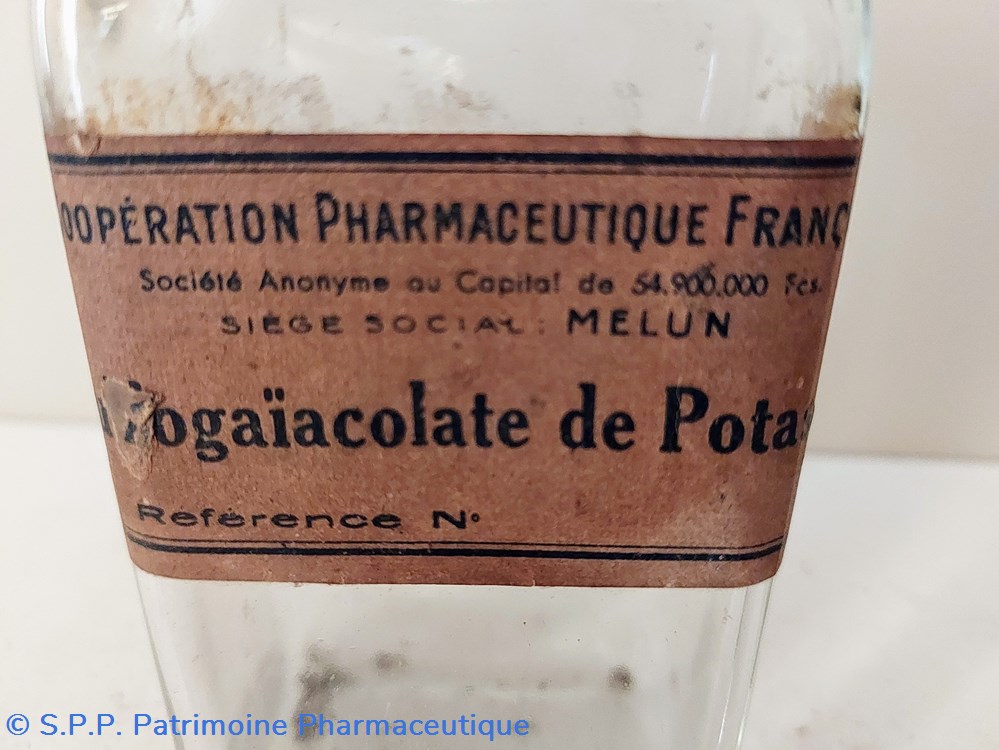 OOPÉRATION PHARMACEUTIQUE FRANÇ
Société Anonyme au Capital de 54.900.000 Fcs.
SIÈGE SOCIAL: MELUN
ogaïacolate de Potas
Référence N°
© S.P.P. Patrimoine Pharmaceutique